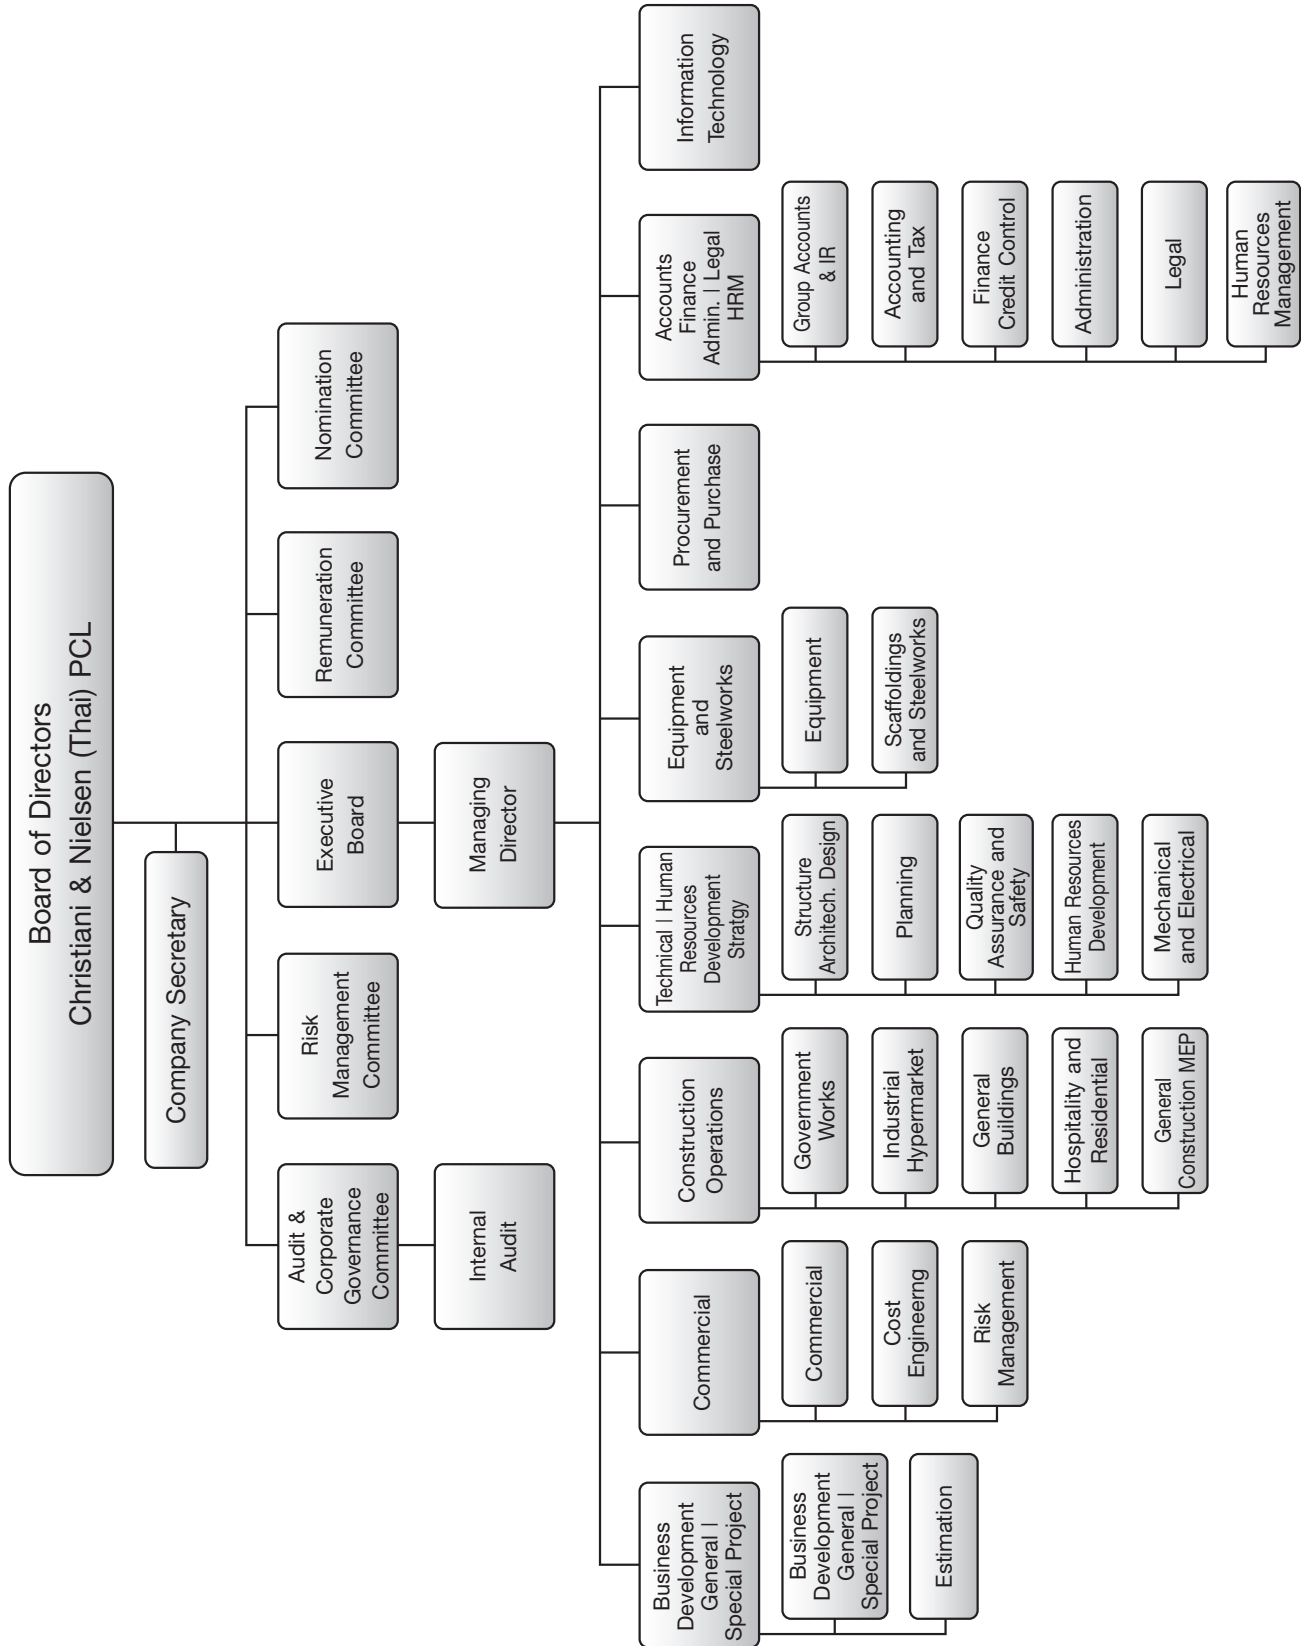 Board of Directors
Christiani & Nielsen (Thai) PCL
Company Secretary
Audit &
Corporate
Governance
Committee
Risk
Management
Committee
Executive
Board
Remuneration
Committee
Nomination
Committee
Internal
Audit
Managing
Director
Business
Development
General |
Special Project
Commercial
Construction
Operations
Technical | Human
Resources
Development
Stratgy
Equipment
and
Steelworks
Procurement
and Purchase
Accounts
Finance
Admin. | Legal
HRM
Information
Technology
Business
Development
General |
Special Project
Estimation
Commercial
Cost
Engineerng
Risk
Management
Government
Works
Industrial
Hypermarket
General
Buildings
Hospitality and
Residential
General
Construction MEP
Structure
Architech. Design
Planning
Quality
Assurance and
Safety
Human Resources
Development
Mechanical
and Electrical
Equipment
Scaffoldings
and Steelworks
Group Accounts
& IR
Accounting
and Tax
Finance
Credit Control
Administration
Legal
Human
Resources
Management